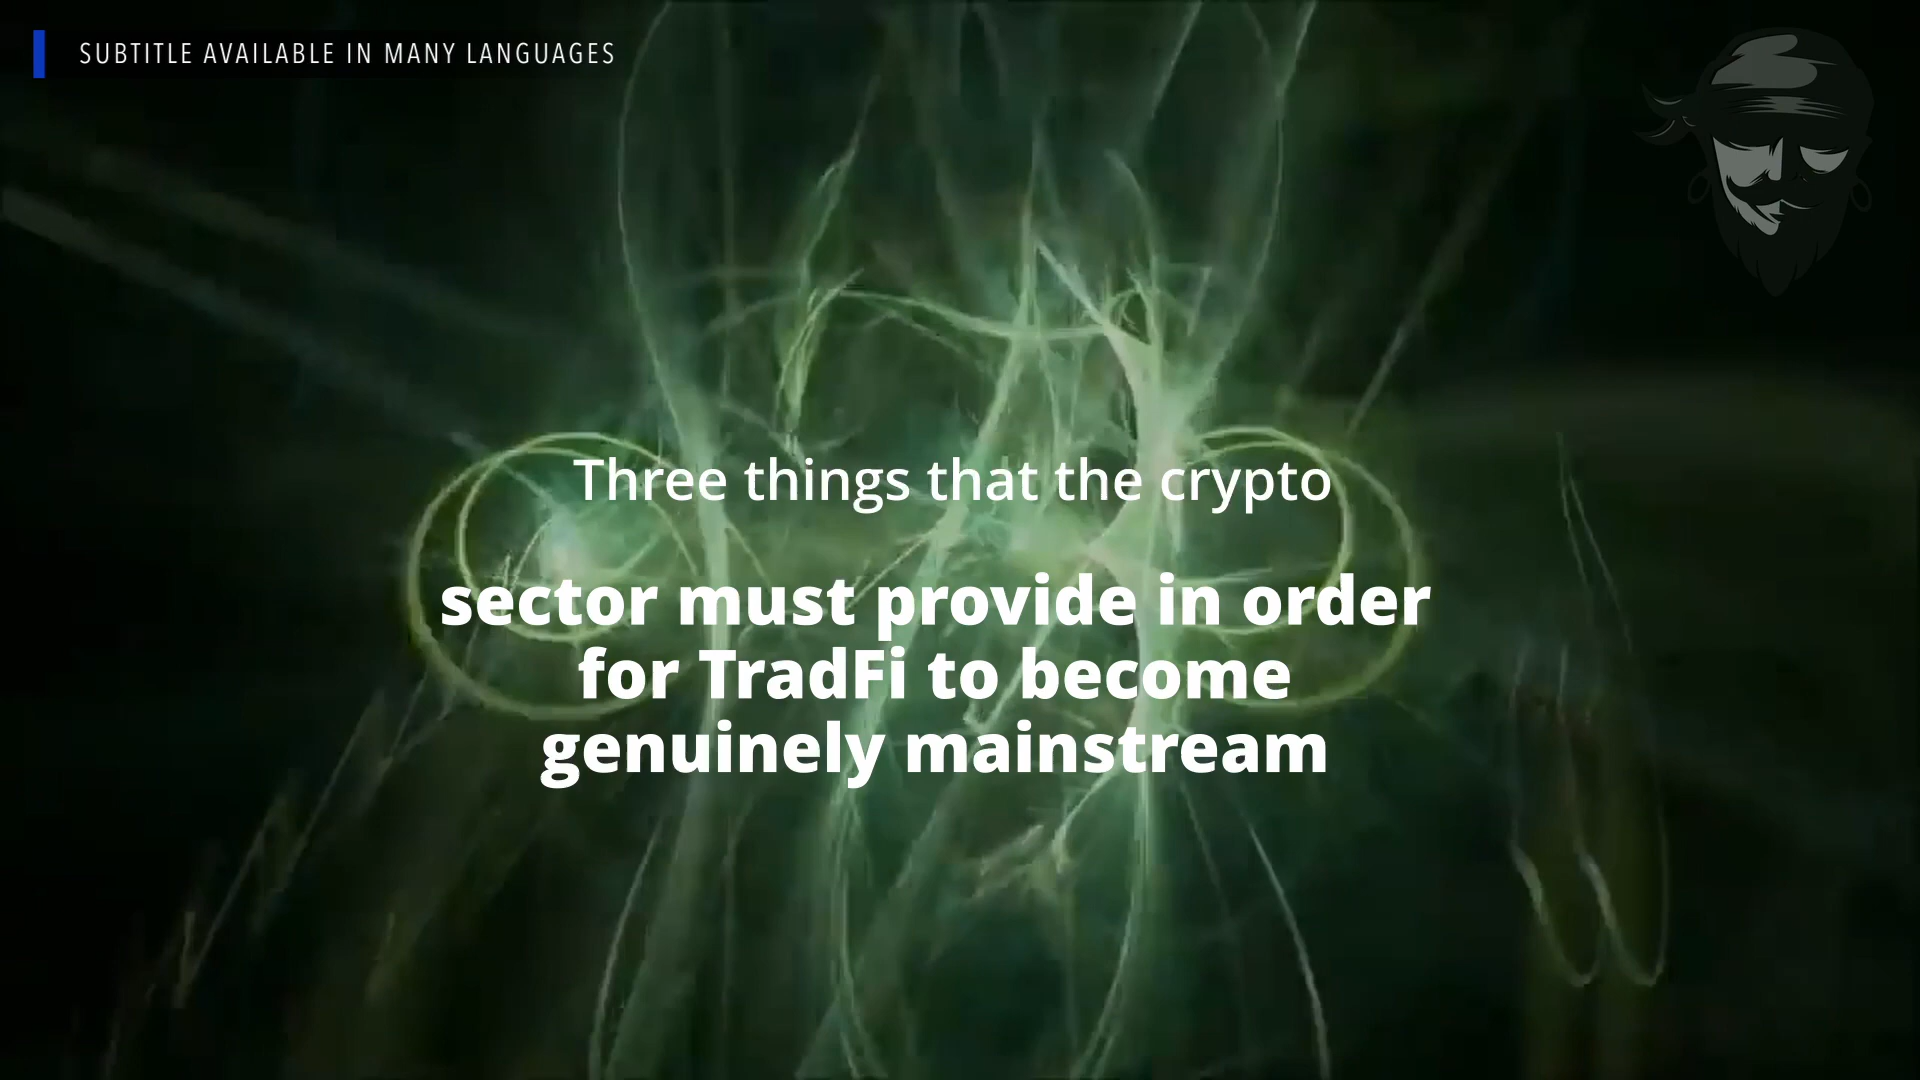 SUBTITLE AVAILABLE IN MANY LANGUAGES
Three things that the crypto
sector must provide in order
for TradFi to become
genuinely mainstream